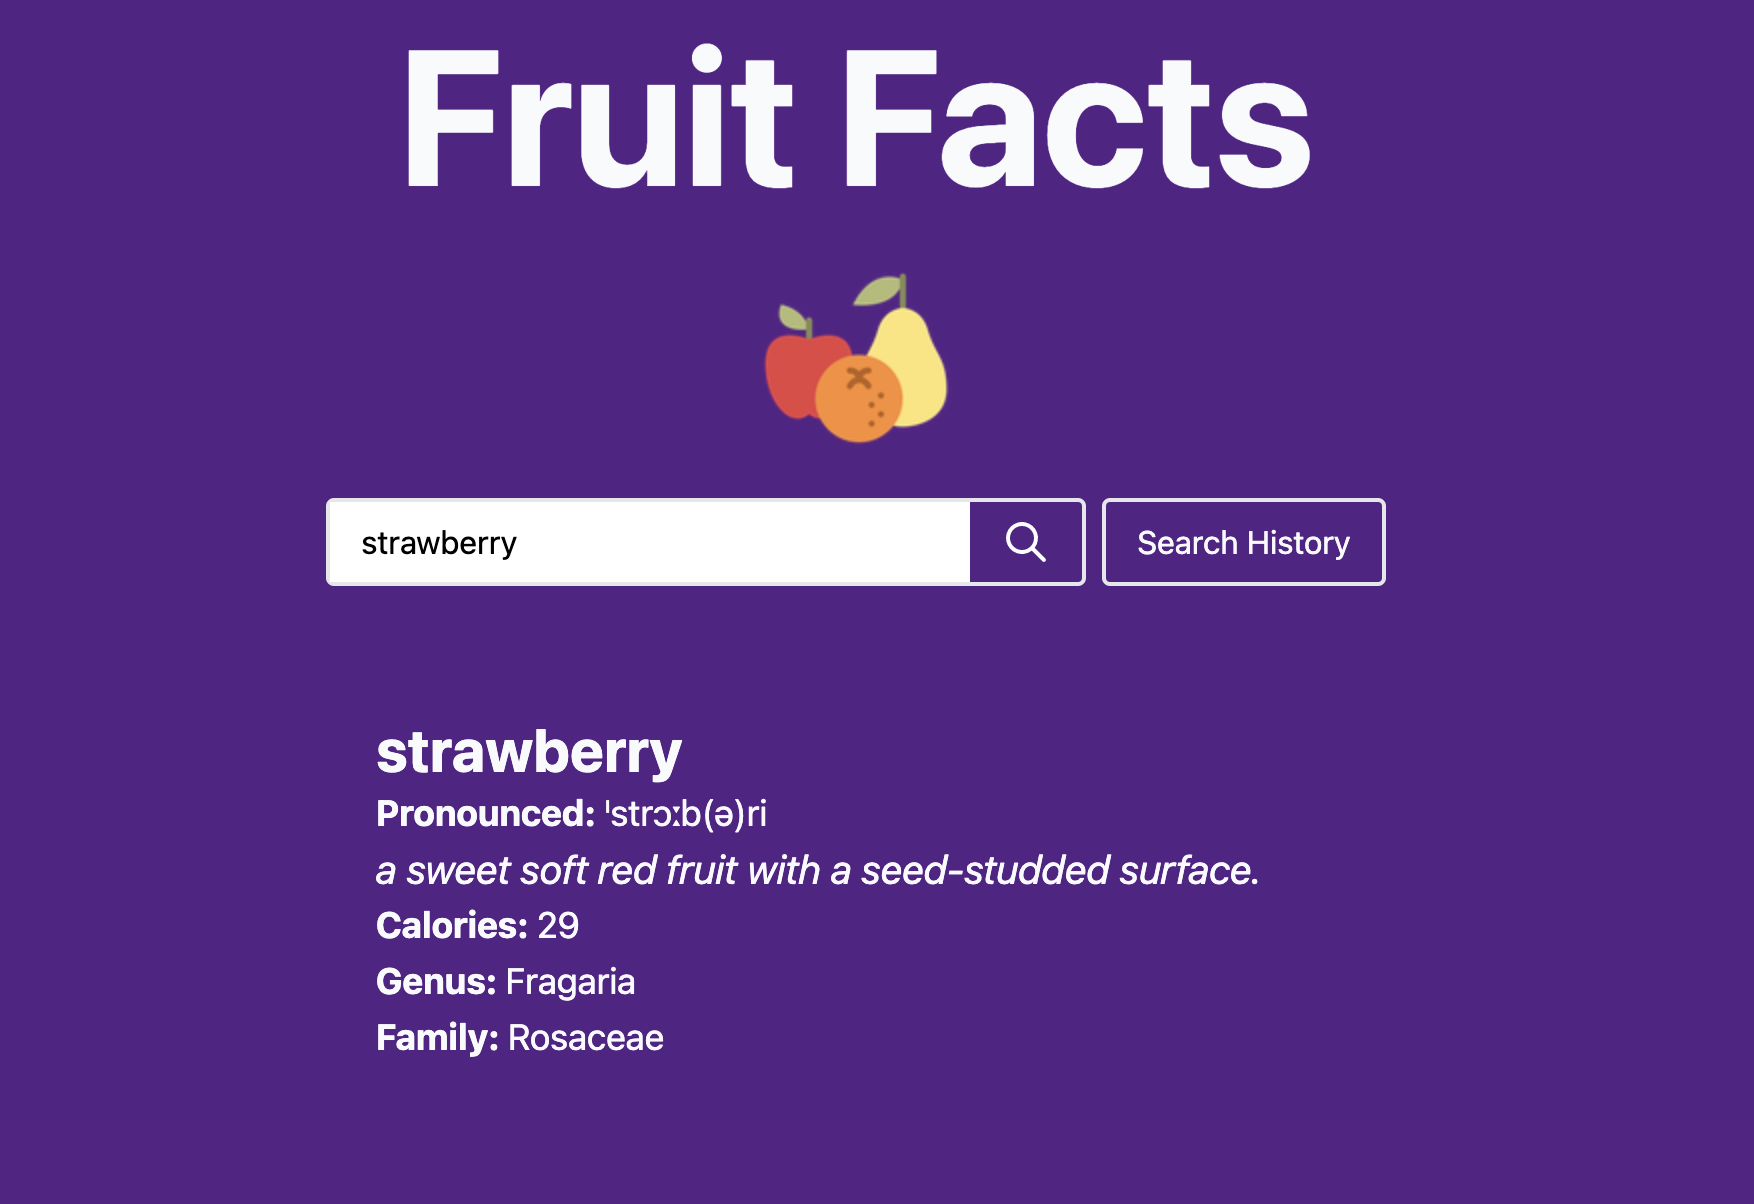 Fruit Facts
strawberry
Search History
strawberry
Pronounced: ˈstrɔːb(ə)ri
a sweet soft red fruit with a seed-studded surface.
Calories: 29
Genus: Fragaria
Family: Rosaceae